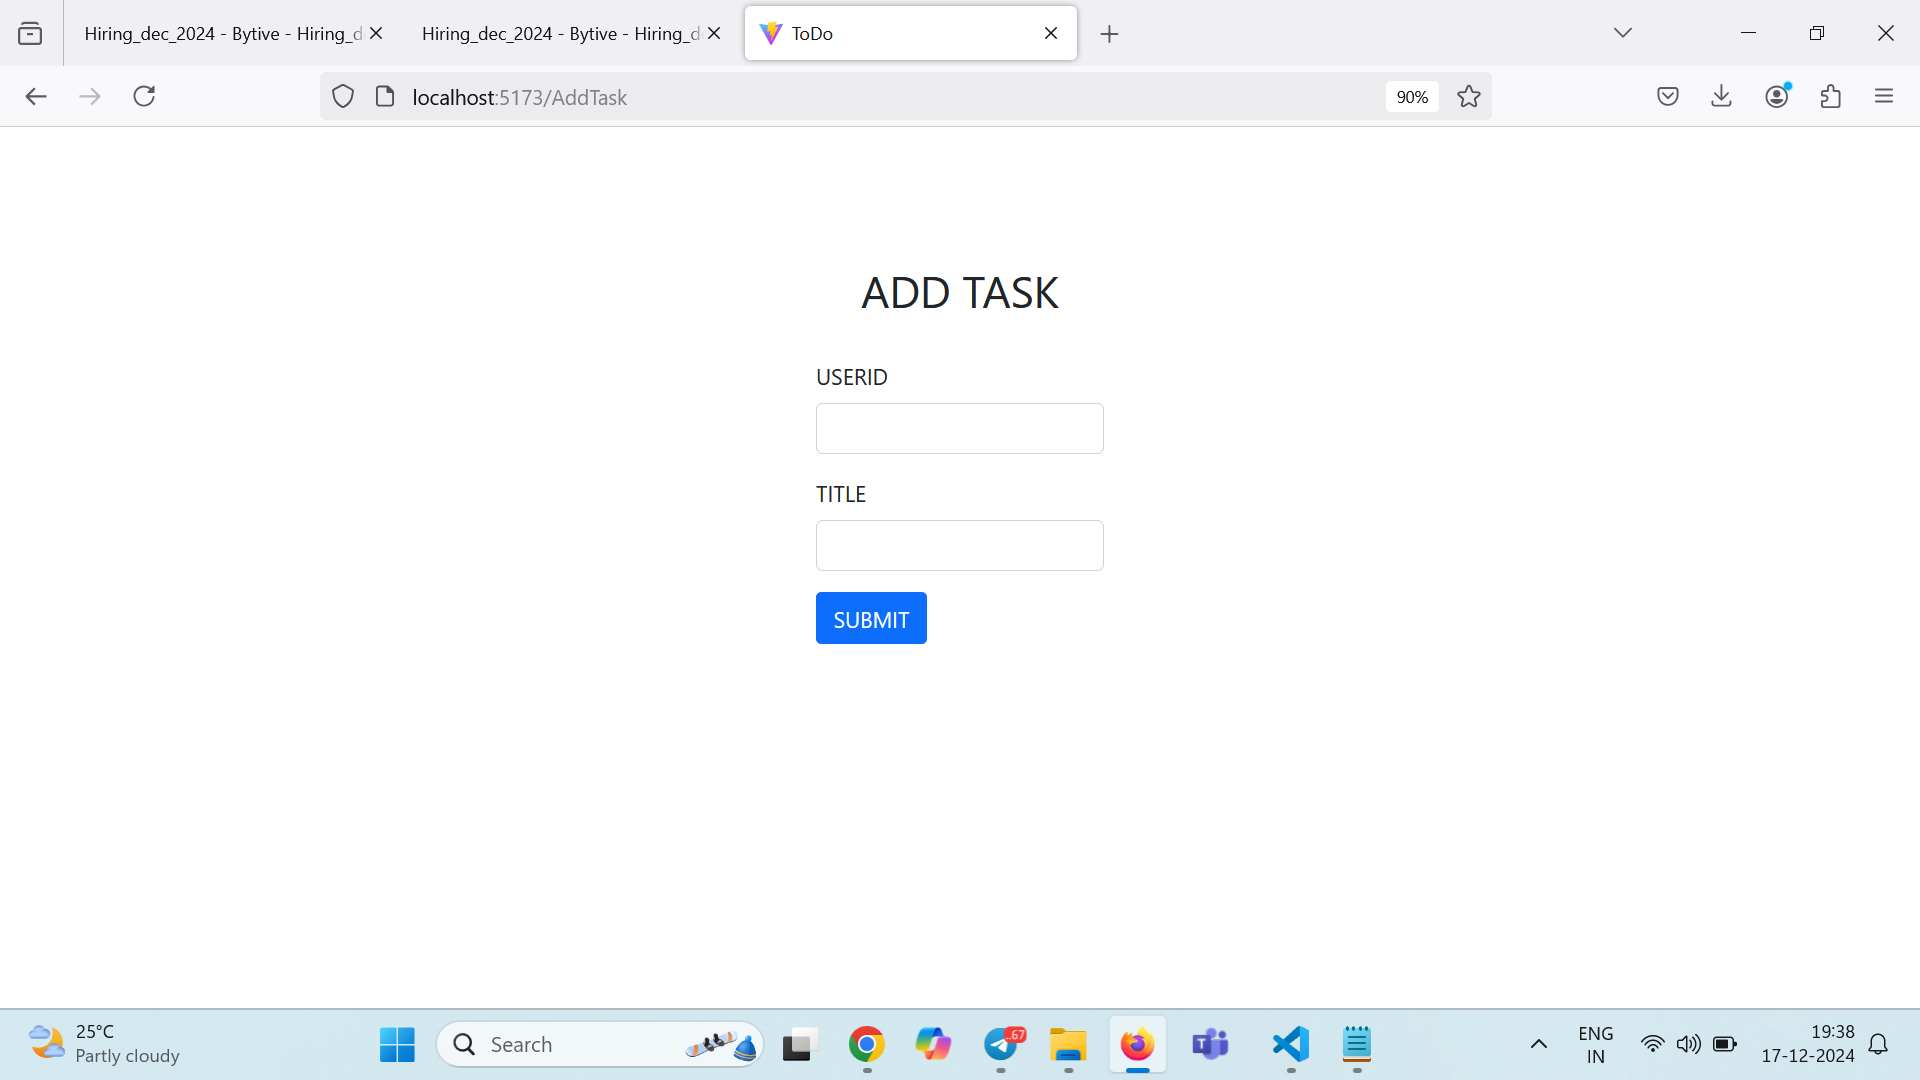 Hiring_dec_2024 - Bytive - Hiring_d
Hiring_dec_2024 - Bytive - Hiring_d
ToDo
localhost:5173/AddTask
90%
ADD TASK
USERID
TITLE
SUBMIT
25°C
Partly cloudy
Search
..67
T
ENG
IN
19:38
17-12-2024